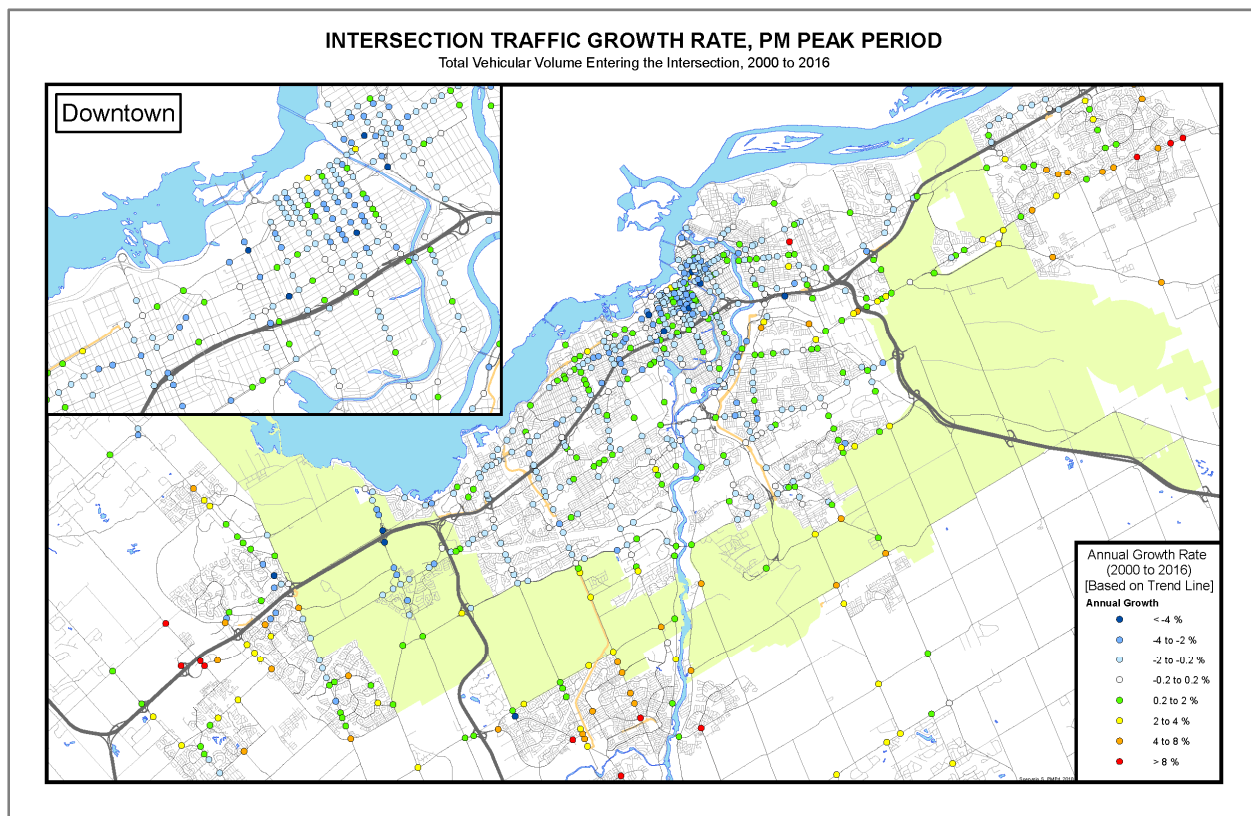 INTERSECTION TRAFFIC GROWTH RATE, PM PEAK PERIOD
Total Vehicular Volume Entering the Intersection, 2000 to 2016
Downtown
Annual Growth Rate
(2000 to 2016)
[Based on Trend Line]
Annual Growth
< -4 %
-4 to -2 %
-2 to -0.2 %
-0.2 to 0.2 %
0.2 to 2 %
2 to 4 %
4 to 8 %
> 8 %